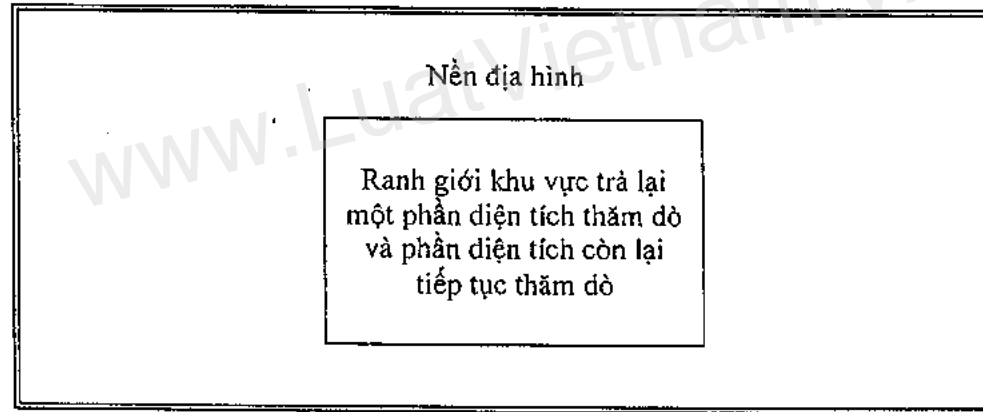 www.LuatVietnam.v
Nền địa hình
Ranh giới khu vực trả lại
một phần diện tích thăm dò
và phần diện tích còn lại
tiếp tục thăm dò